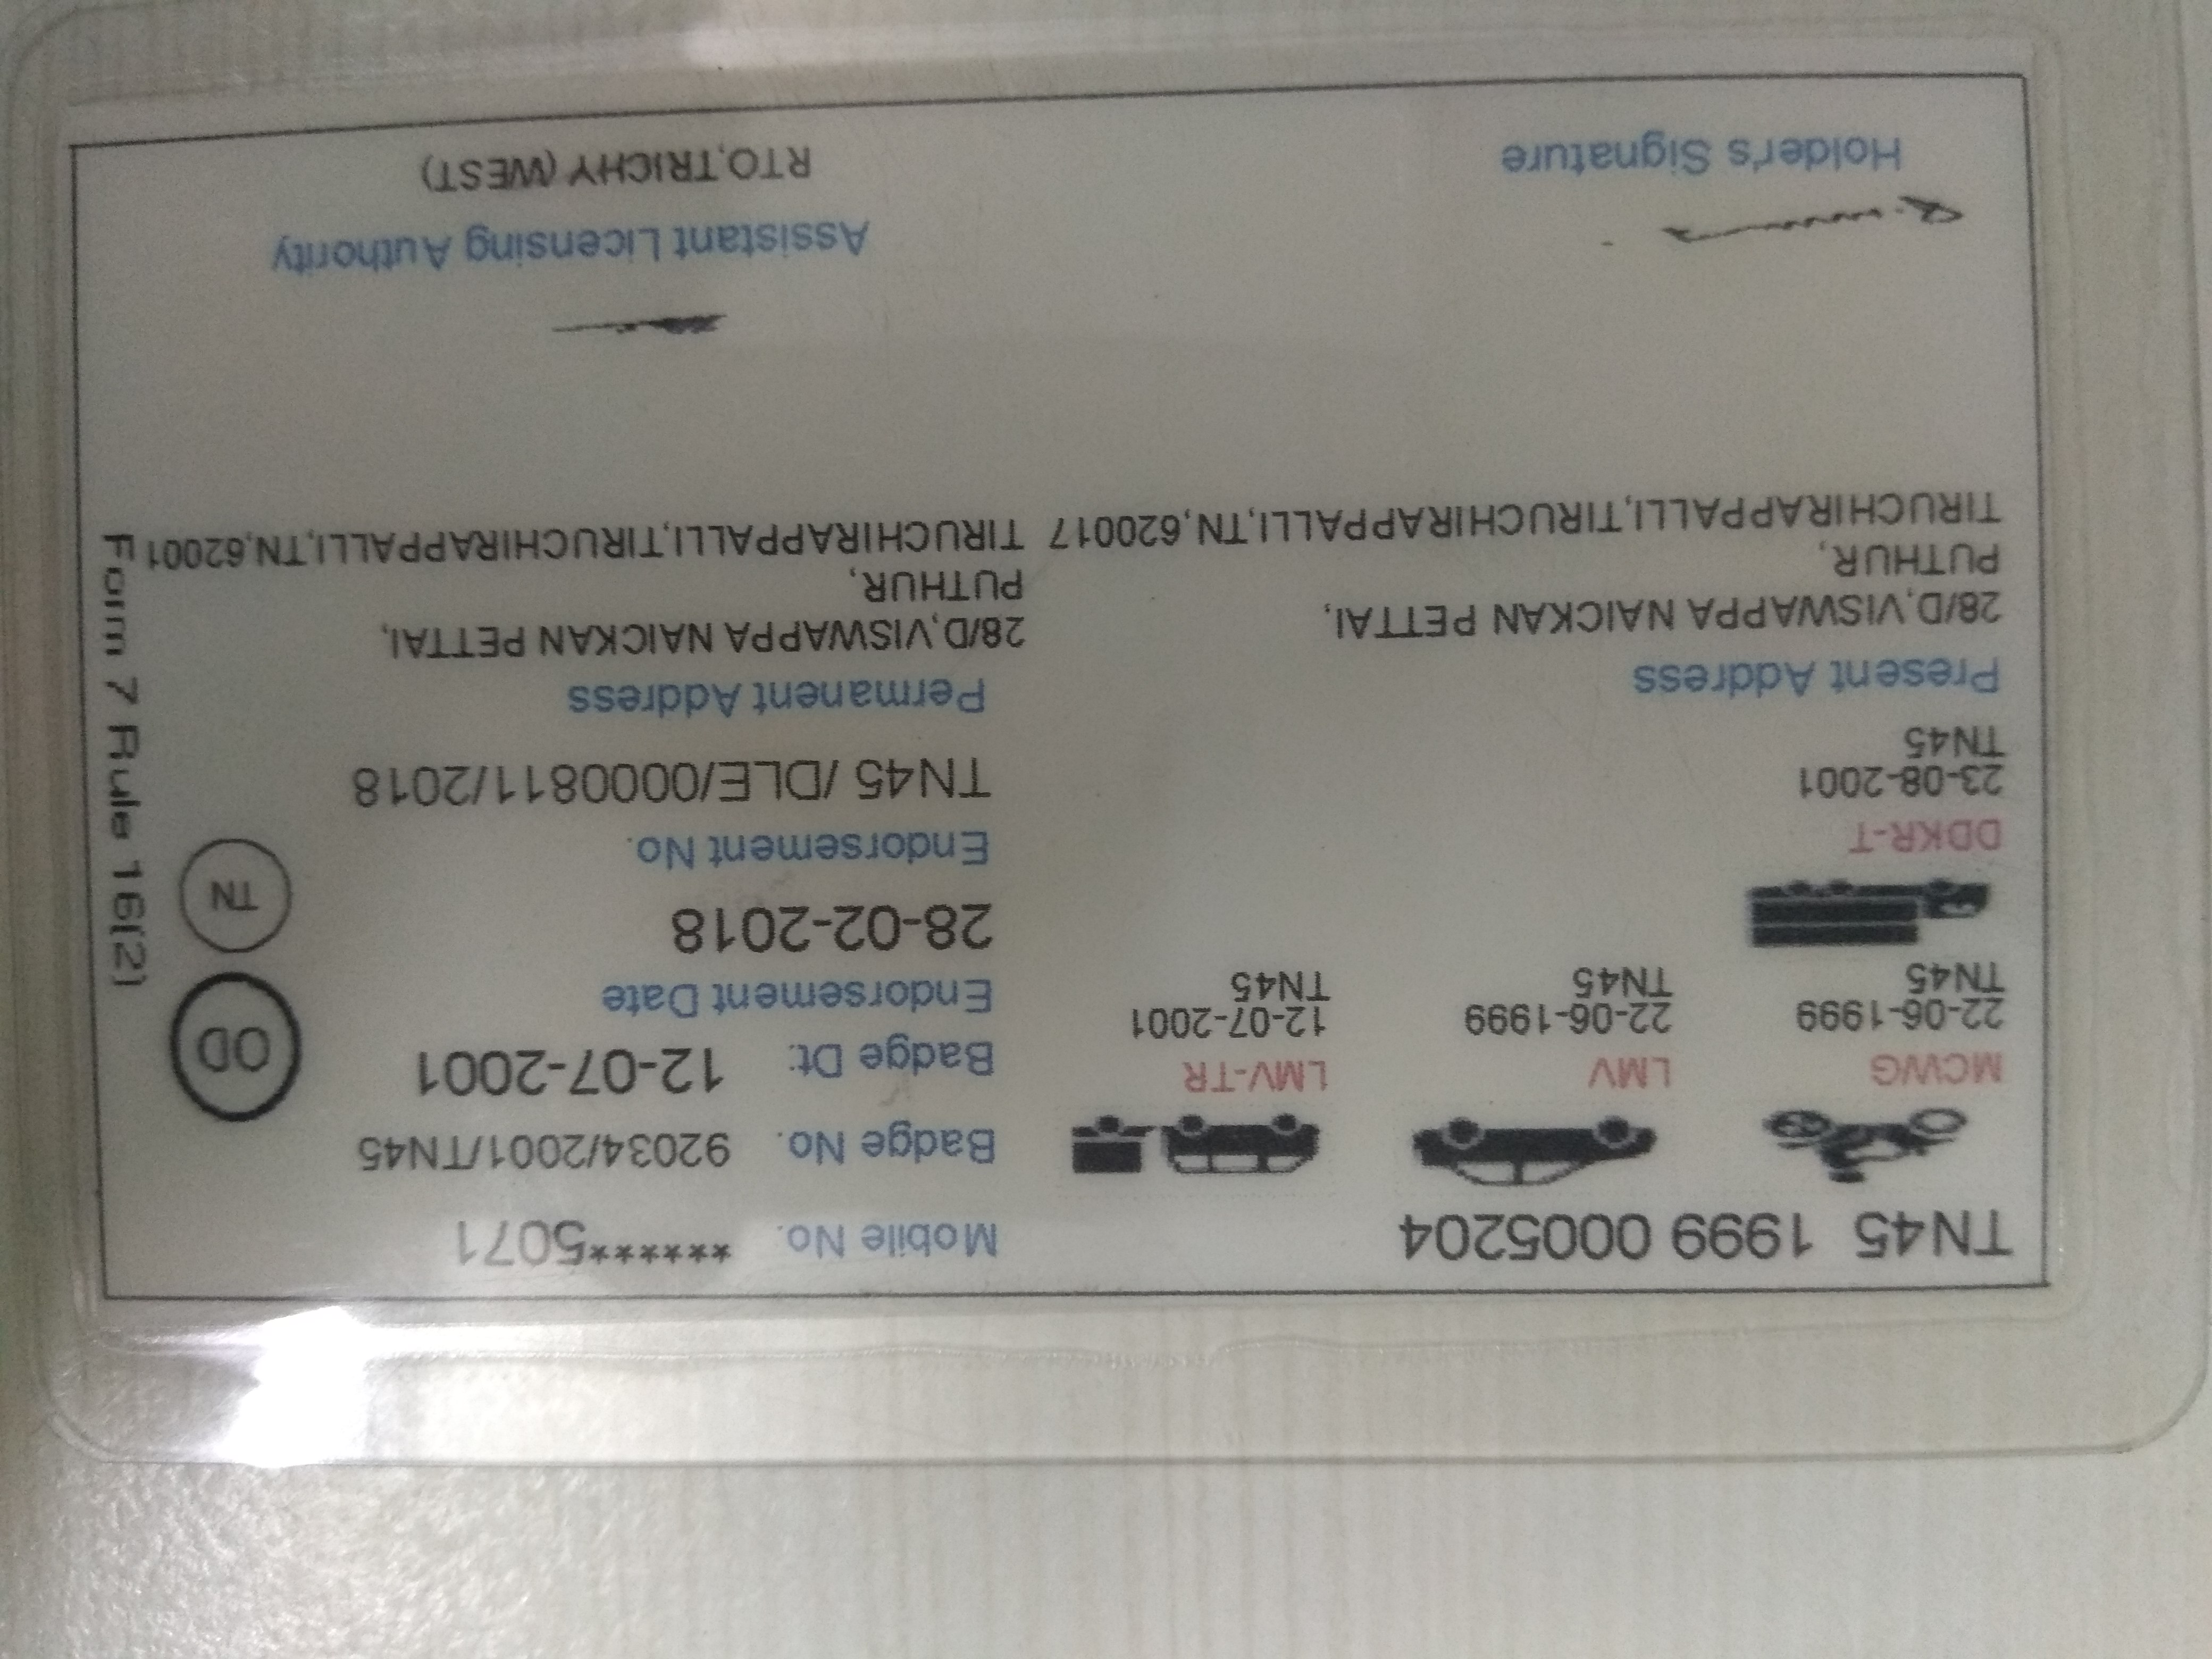 TN45 1999 0005204
Mobile No. ******5071
Badge No. 92034/2001/TN45
Badge Dt: 12-07-2001
MCWG
22-06-1999
TN45
LMV
22-06-1999
TN45
LMV-TR
12-07-2001
TN45
DDKR-T
23-08-2001
TN45
Endorsement Date
28-02-2018
Endorsement No.
TN45 /DLE/0000811/2018
OD
TN
Form 7 Rule 16(2)
Present Address
28/D,VISWAPPA NAICKAN PETTAI,
PUTHUR,
TIRUCHIRAPPALLI,TIRUCHIRAPPALLI,TN,620017
Permanent Address
28/D,VISWAPPA NAICKAN PETTAI,
PUTHUR,
TIRUCHIRAPPALLI,TIRUCHIRAPPALLI,TN,62001
Holder's Signature
Assistant Licensing Authority
RTO,TRICHY (WEST)